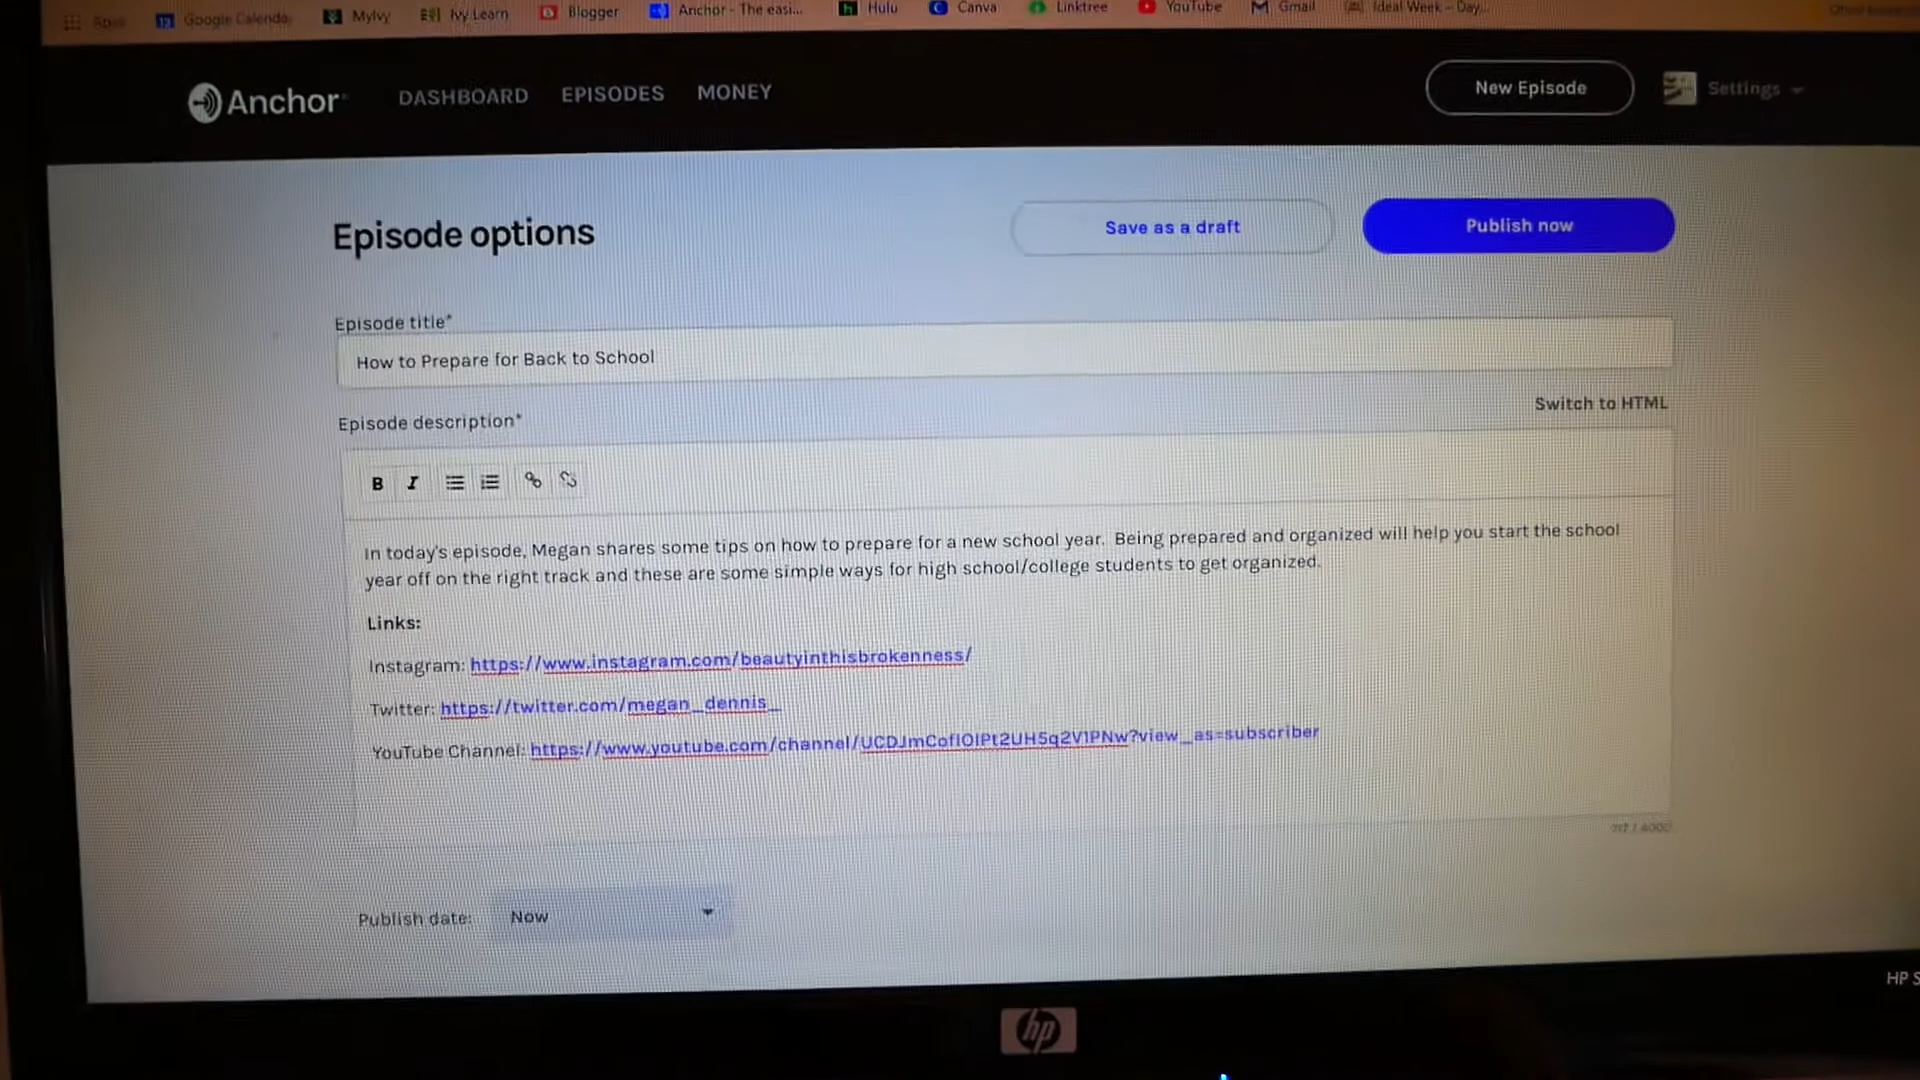 Apps Google Calendar MyIvy Ivy Learn Blogger Anchor - The easi... Hulu Canva Linktree YouTube Gmail Ideal Week - Day...
Anchor DASHBOARD EPISODES MONEY New Episode Settings
Episode options Save as a draft Publish now
Episode title*
How to Prepare for Back to School
Episode description* Switch to HTML
B I
In today's episode, Megan shares some tips on how to prepare for a new school year. Being prepared and organized will help you start the school
year off on the right track and these are some simple ways for high school/college students to get organized.
Links:
Instagram: https://www.instagram.com/beautyinthisbrokenness/
Twitter: https://twitter.com/megan_dennis_
YouTube Channel: https://www.youtube.com/channel/UCDJmCoflOIPt2UH5q2V1PNw?view_as=subscriber
Publish date: Now
HP S
hp